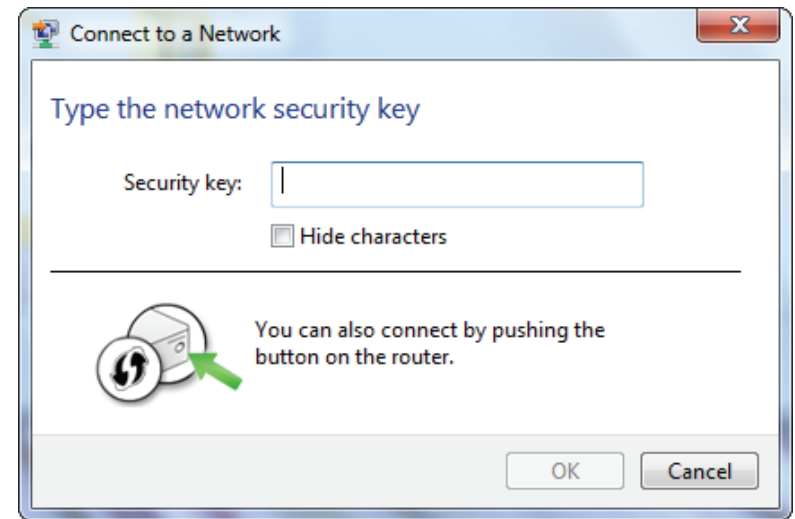 Connect to a Network
Type the network security key
Security key:
Hide characters
You can also connect by pushing the
button on the router.
OK
Cancel